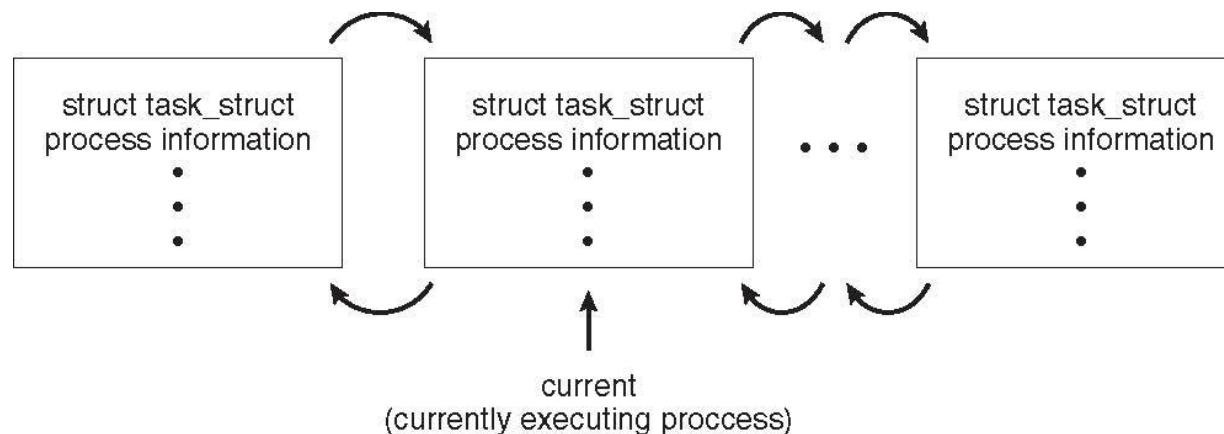 struct task_struct
process information
struct task_struct
process information
struct task_struct
process information
current
(currently executing proccess)